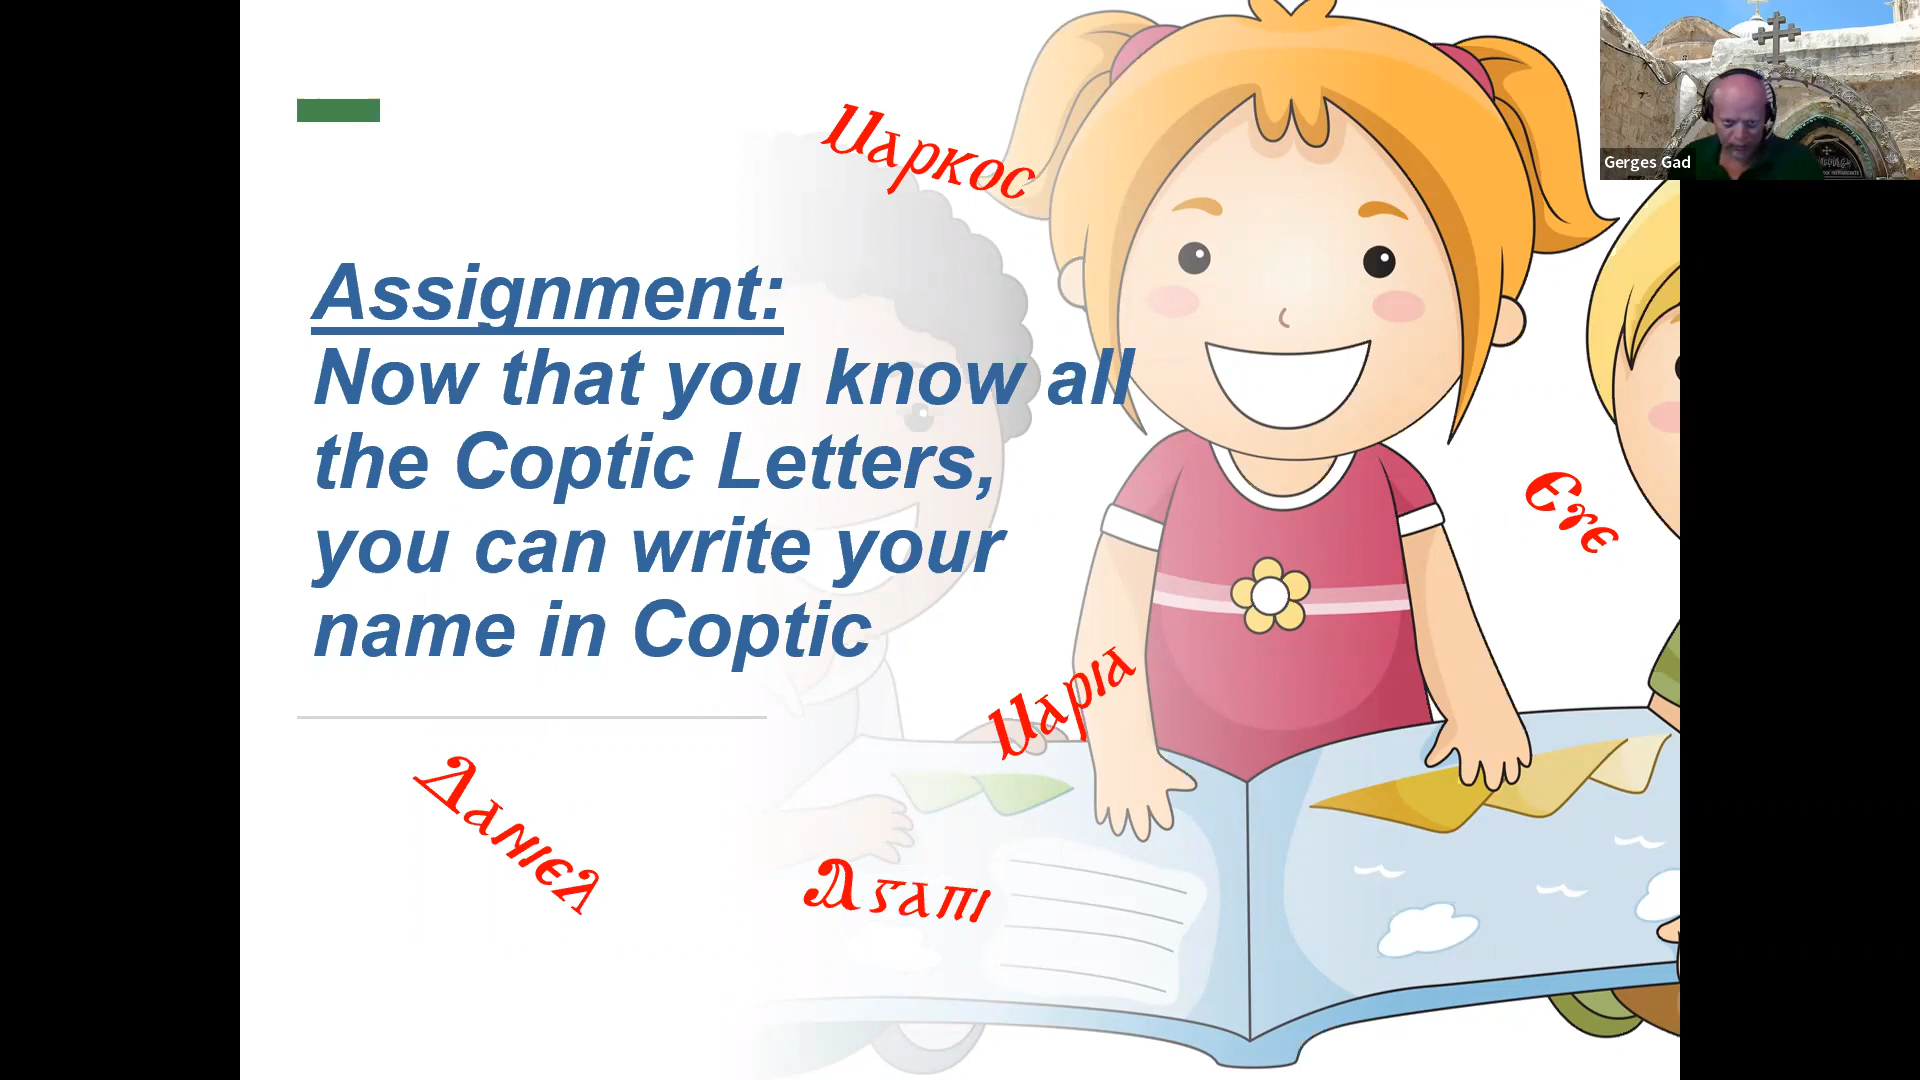 Ⲙⲁⲣⲕⲟⲥ
Gerges Gad
Assignment:
Now that you know all
the Coptic Letters,
you can write your
name in Coptic
Ⲉⲩⲉ
Ⲙⲁⲣⲓⲁ
Ⲇⲁⲛⲓⲉⲗ
Ⲁⲅⲁⲡⲓ